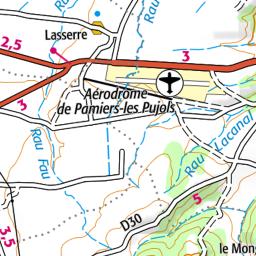 Lasserre
2,5
3
Aérodrome
de Pamiers-les Pujols
3
Rau Fau
Rau Lacanal
5
D30
3,5
le Mong